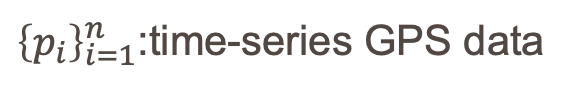 {pᵢ}ⁿᵢ₌₁:time-series GPS data